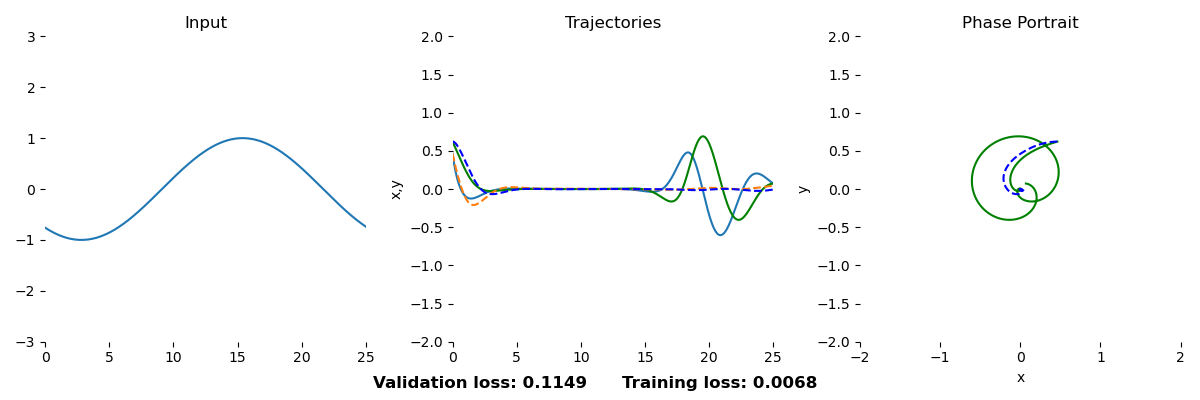 Input
3
2
1
0
−1
−2
−3
0 5 10 15 20 25
Trajectories
x,y
2.0
1.5
1.0
0.5
0.0
−0.5
−1.0
−1.5
−2.0
0 5 10 15 20 25
Phase Portrait
y
2.0
1.5
1.0
0.5
0.0
−0.5
−1.0
−1.5
−2.0
−2 −1 0 1 2
x
Validation loss: 0.1149 Training loss: 0.0068